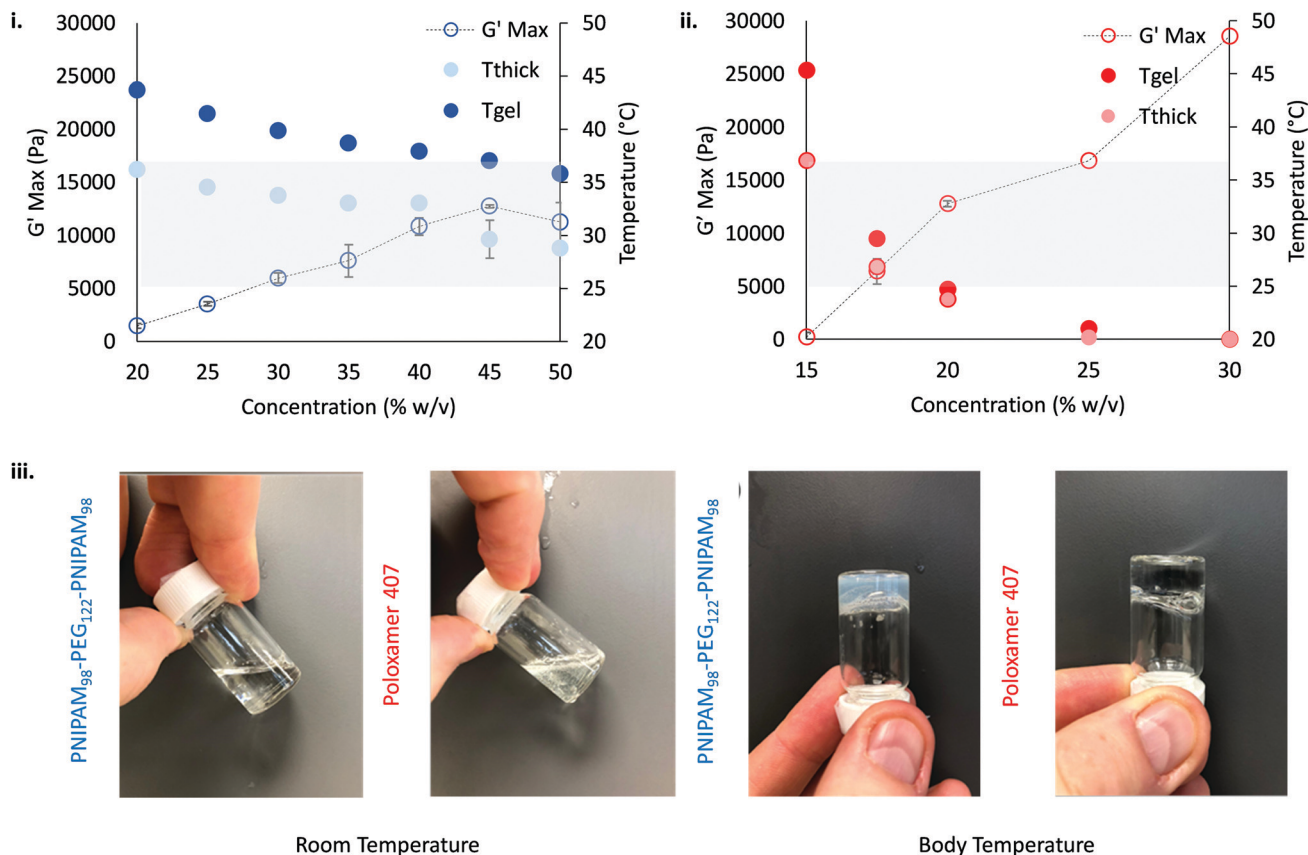 i.
G' Max
Tthick
Tgel
G' Max (Pa)
30000
25000
20000
15000
10000
5000
0
50
45
40
35
30
25
20
Temperature (°C)
20 25 30 35 40 45 50
Concentration (% w/v)
ii.
G' Max
Tgel
Tthick
G’ Max (Pa)
30000
25000
20000
15000
10000
5000
0
50
45
40
35
30
25
20
Temperature (°C)
15 20 25 30
Concentration (% w/v)
iii.
PNIPAM₉₈-PEG₁₂₂-PNIPAM₉₈
Poloxamer 407
PNIPAM₉₈-PEG₁₂₂-PNIPAM₉₈
Poloxamer 407
Room Temperature
Body Temperature